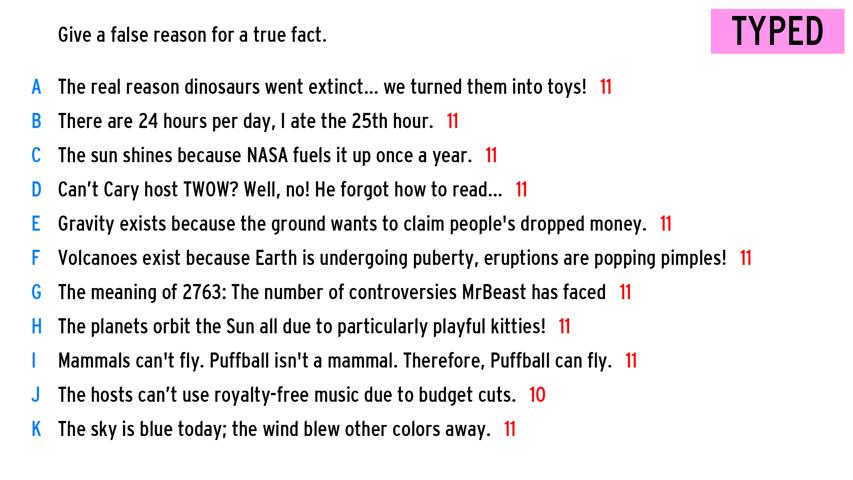 Give a false reason for a true fact.
TYPED
A The real reason dinosaurs went extinct... we turned them into toys! 11
B There are 24 hours per day, I ate the 25th hour. 11
C The sun shines because NASA fuels it up once a year. 11
D Can't Cary host TWOW? Well, no! He forgot how to read... 11
E Gravity exists because the ground wants to claim people's dropped money. 11
F Volcanoes exist because Earth is undergoing puberty, eruptions are popping pimples! 11
G The meaning of 2763: The number of controversies MrBeast has faced 11
H The planets orbit the Sun all due to particularly playful kitties! 11
I Mammals can't fly. Puffball isn't a mammal. Therefore, Puffball can fly. 11
J The hosts can't use royalty-free music due to budget cuts. 10
K The sky is blue today; the wind blew other colors away. 11